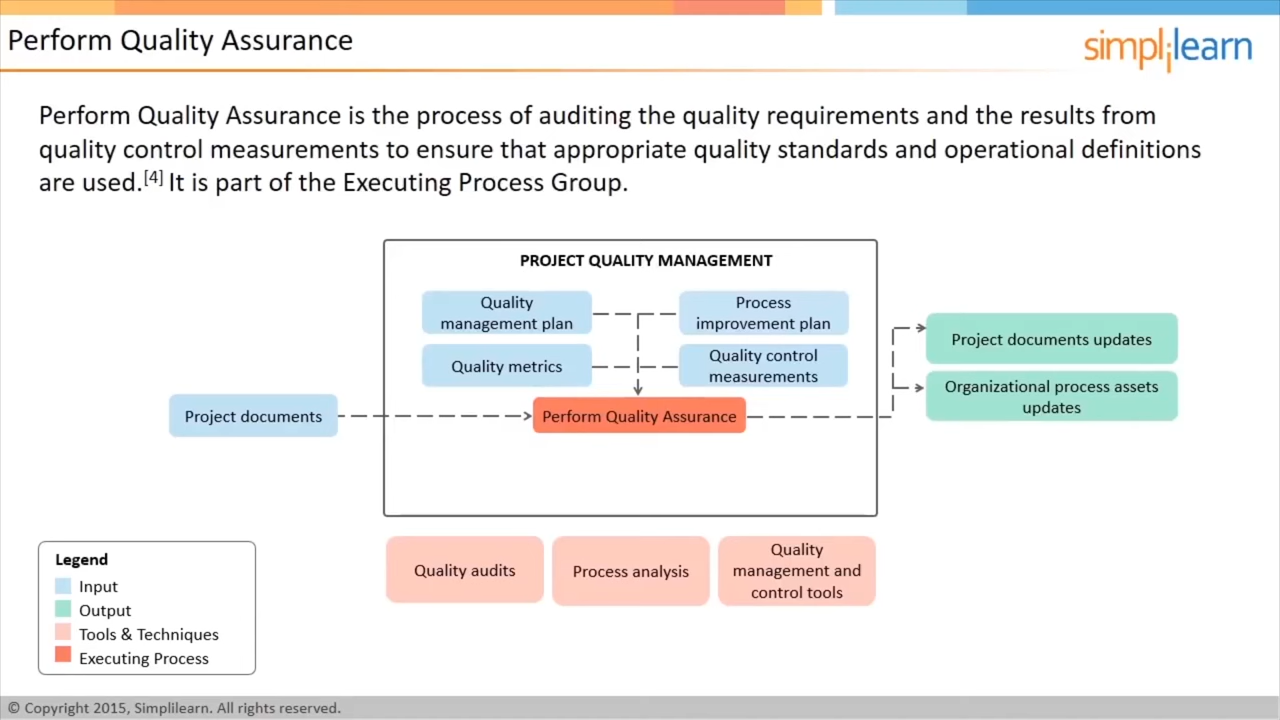 Perform Quality Assurance
simplilearn
Perform Quality Assurance is the process of auditing the quality requirements and the results from
quality control measurements to ensure that appropriate quality standards and operational definitions
are used.[4] It is part of the Executing Process Group.
PROJECT QUALITY MANAGEMENT
Quality
management plan
Process
improvement plan
Quality metrics
Quality control
measurements
Project documents
Perform Quality Assurance
Project documents updates
Organizational process assets
updates
Quality audits
Process analysis
Quality
management and
control tools
Legend
Input
Output
Tools & Techniques
Executing Process
© Copyright 2015, Simplilearn. All rights reserved.